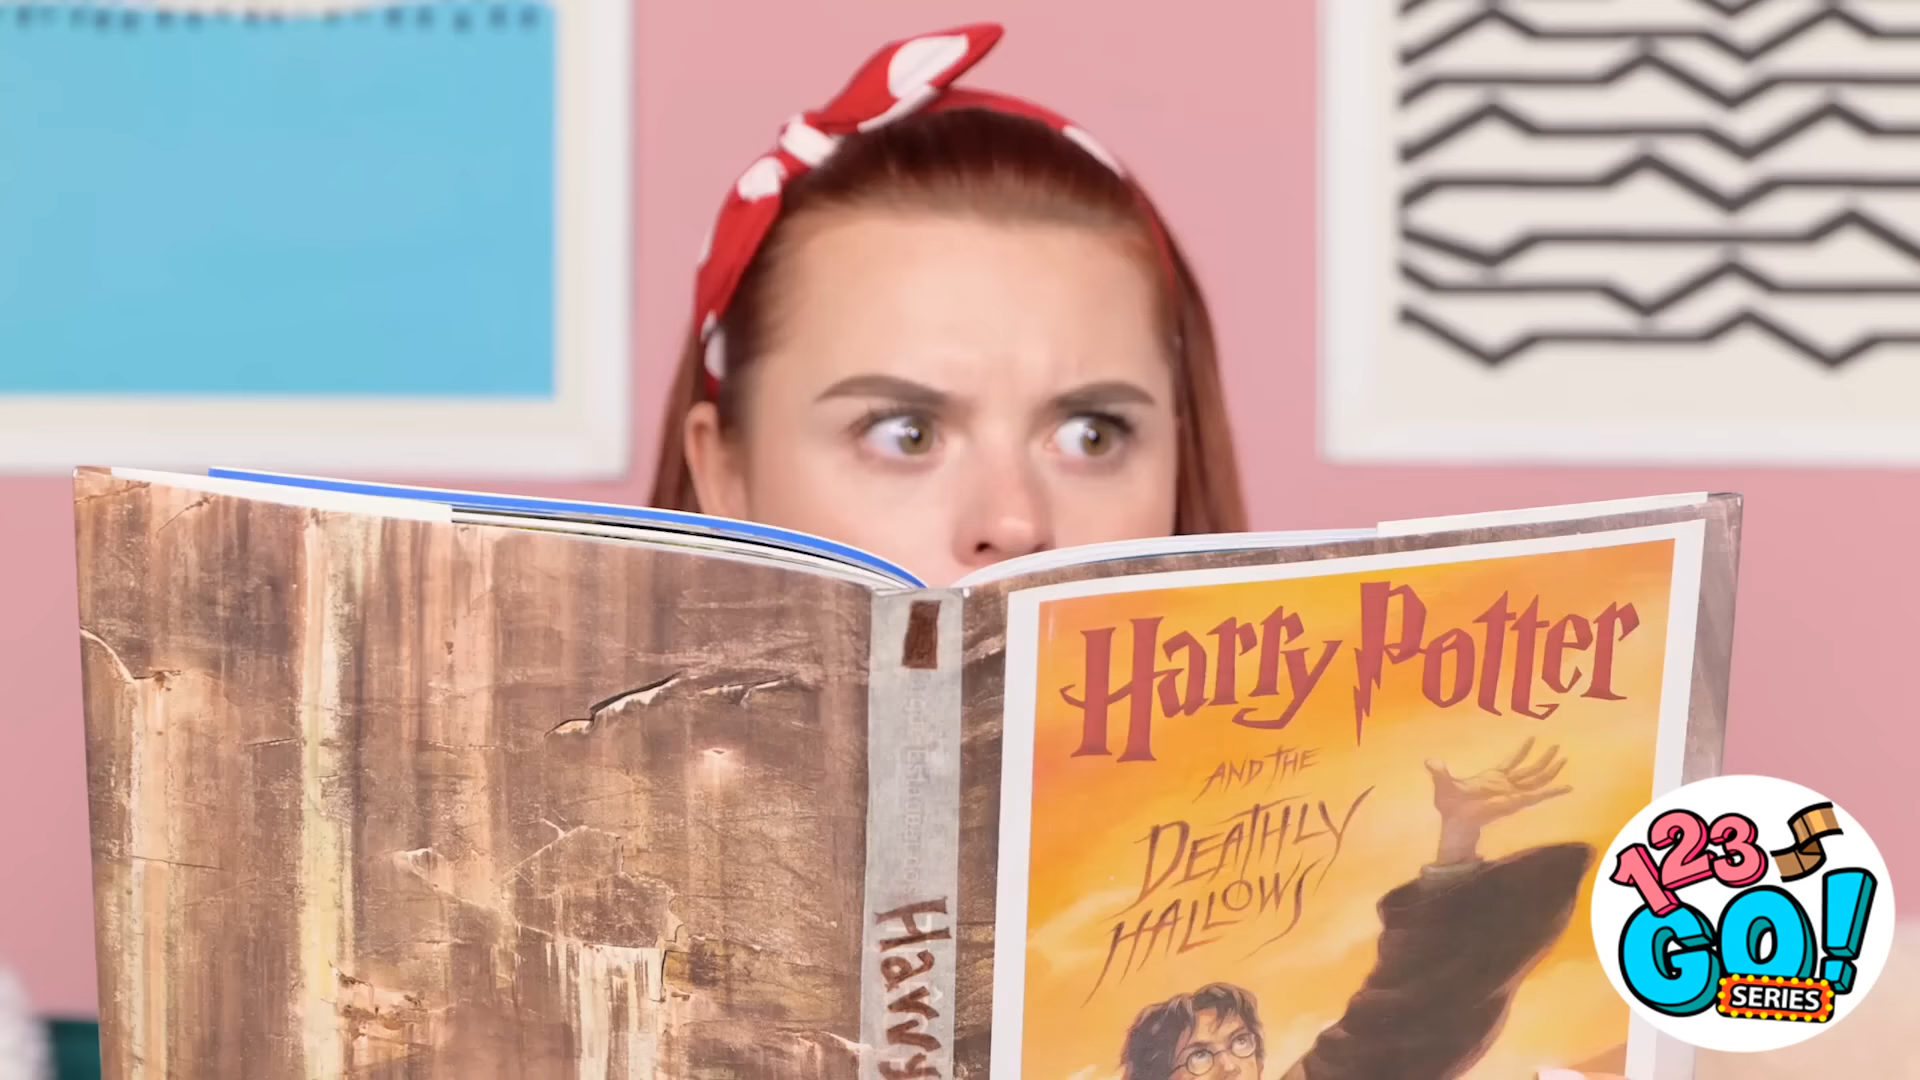 Harry Potter
AND THE
DEATHLY
HALLOWS
Harry
123
GO!
SERIES